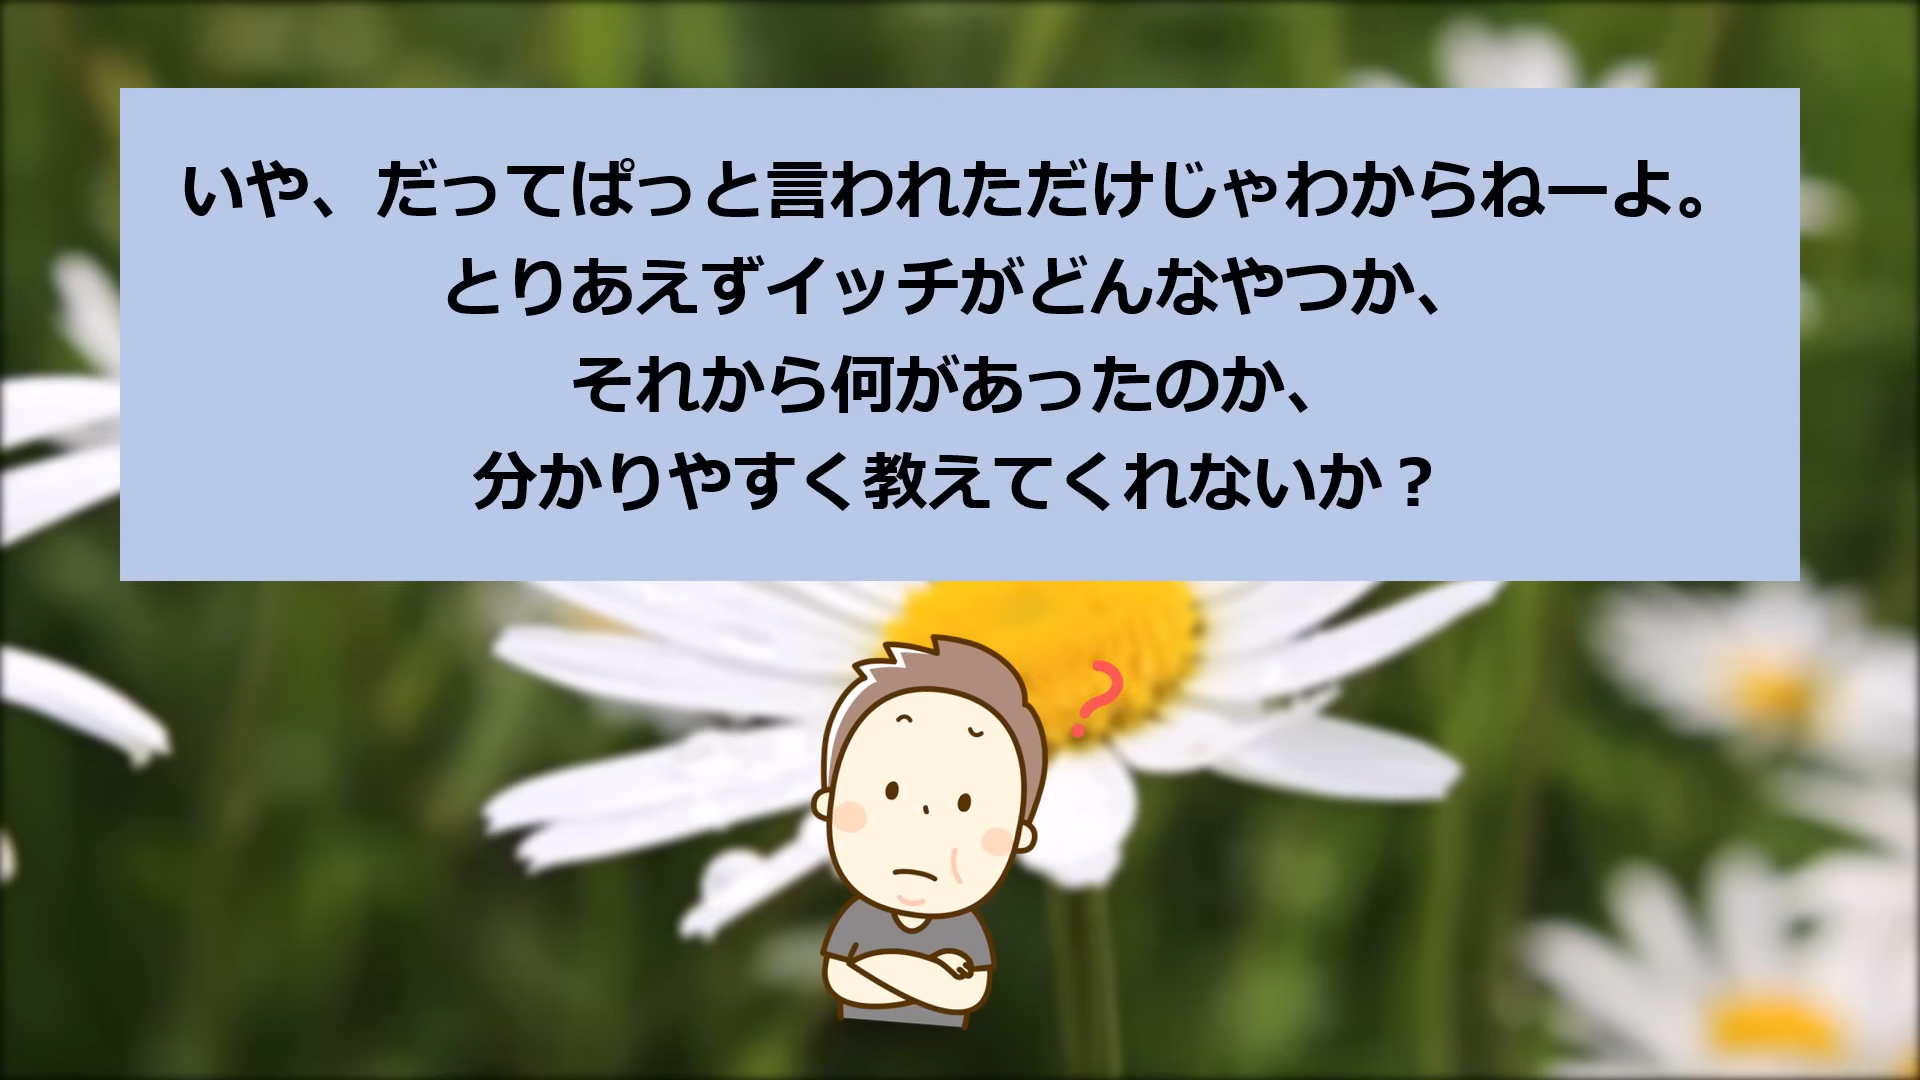 いや、だってぱっと言われただけじゃわからねーよ。
とりあえずイッチがどんなやつか、
それから何があったのか、
分かりやすく教えてくれないか？
?